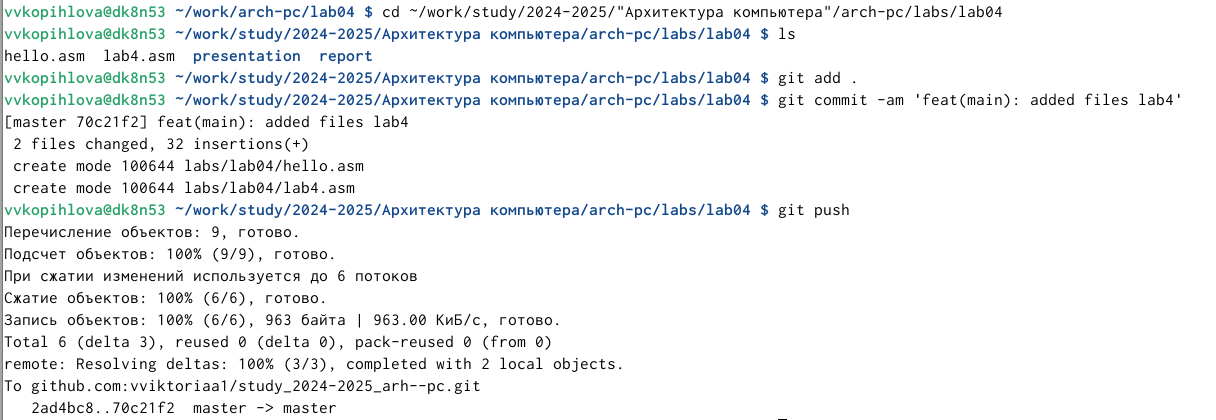 vvkopihlova@dk8n53 ~/work/arch-pc/lab04 $ cd ~/work/study/2024-2025/"Архитектура компьютера"/arch-pc/labs/lab04
vvkopihlova@dk8n53 ~/work/study/2024-2025/Архитектура компьютера/arch-pc/labs/lab04 $ ls
hello.asm  lab4.asm  presentation  report
vvkopihlova@dk8n53 ~/work/study/2024-2025/Архитектура компьютера/arch-pc/labs/lab04 $ git add .
vvkopihlova@dk8n53 ~/work/study/2024-2025/Архитектура компьютера/arch-pc/labs/lab04 $ git commit -am 'feat(main): added files lab4'
[master 70c21f2] feat(main): added files lab4
 2 files changed, 32 insertions(+)
 create mode 100644 labs/lab04/hello.asm
 create mode 100644 labs/lab04/lab4.asm
vvkopihlova@dk8n53 ~/work/study/2024-2025/Архитектура компьютера/arch-pc/labs/lab04 $ git push
Перечисление объектов: 9, готово.
Подсчет объектов: 100% (9/9), готово.
При сжатии изменений используется до 6 потоков
Сжатие объектов: 100% (6/6), готово.
Запись объектов: 100% (6/6), 963 байта | 963.00 КиБ/с, готово.
Total 6 (delta 3), reused 0 (delta 0), pack-reused 0 (from 0)
remote: Resolving deltas: 100% (3/3), completed with 2 local objects.
To github.com:vviktoriaa1/study_2024-2025_arh--pc.git
   2ad4bc8..70c21f2  master -> master